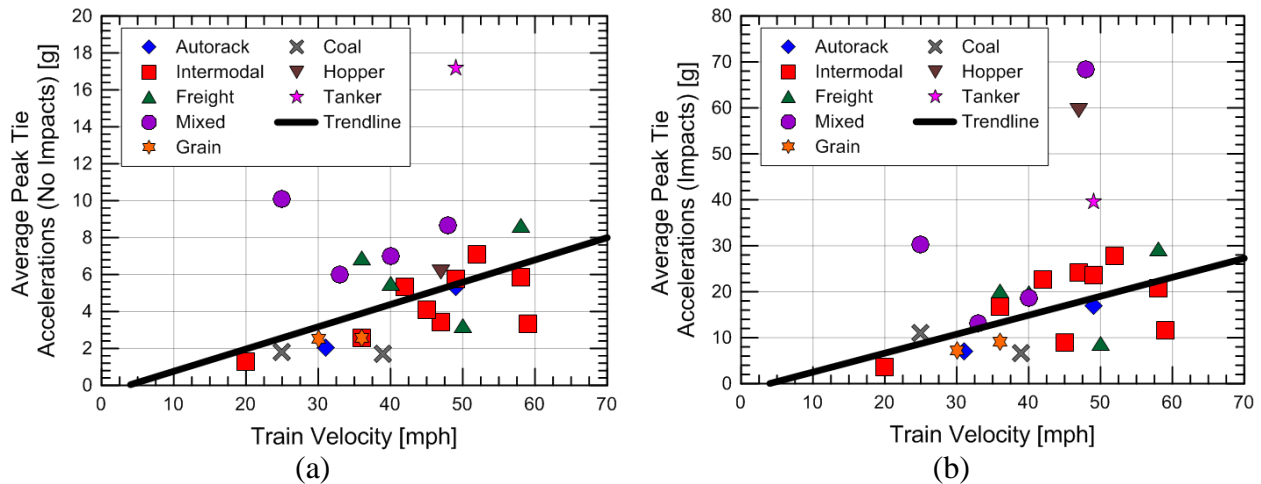 20
18
16
14
12
10
8
6
4
2
0
Average Peak Tie
Accelerations (No Impacts) [g]
Autorack
Intermodal
Freight
Mixed
Grain
Coal
Hopper
Tanker
Trendline
0 10 20 30 40 50 60 70
Train Velocity [mph]
(a)
80
70
60
50
40
30
20
10
0
Average Peak Tie
Accelerations (Impacts) [g]
Autorack
Intermodal
Freight
Mixed
Grain
Coal
Hopper
Tanker
Trendline
0 10 20 30 40 50 60 70
Train Velocity [mph]
(b)